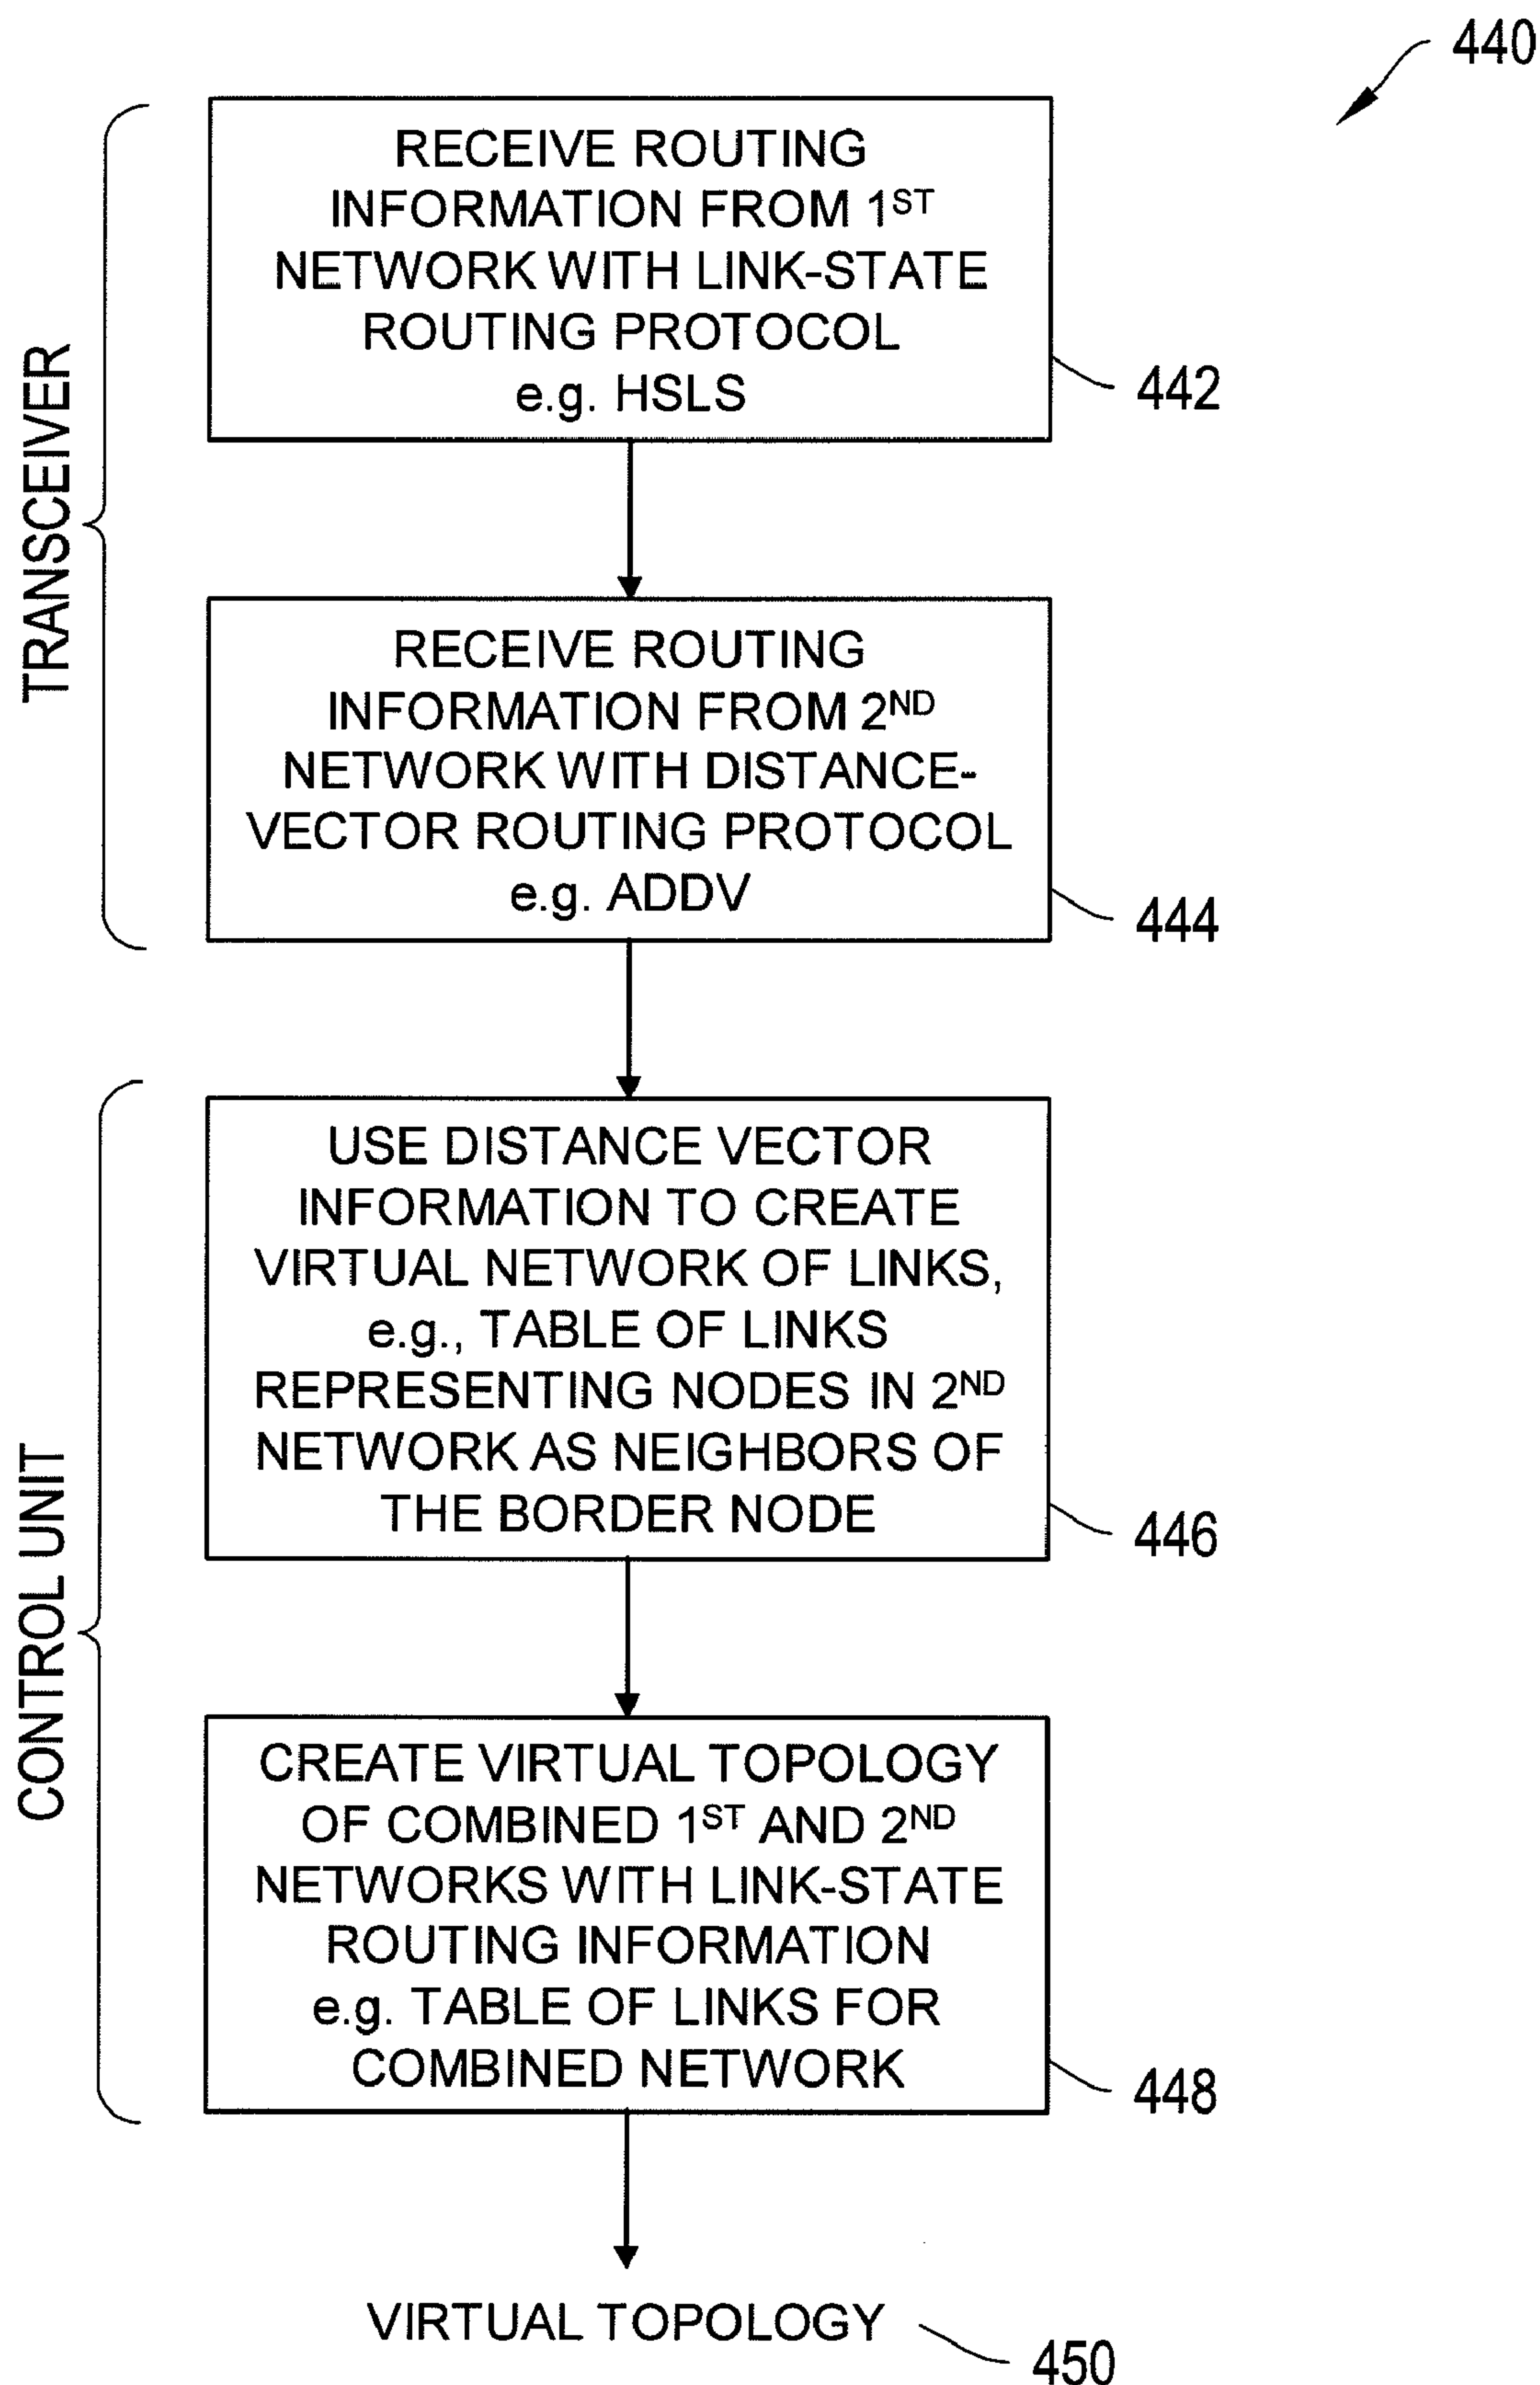 440
TRANSCEIVER
RECEIVE ROUTING
INFORMATION FROM 1ST
NETWORK WITH LINK-STATE
ROUTING PROTOCOL
e.g. HSLS
442
RECEIVE ROUTING
INFORMATION FROM 2ND
NETWORK WITH DISTANCE-
VECTOR ROUTING PROTOCOL
e.g. ADDV
444
CONTROL UNIT
USE DISTANCE VECTOR
INFORMATION TO CREATE
VIRTUAL NETWORK OF LINKS,
e.g., TABLE OF LINKS
REPRESENTING NODES IN 2ND
NETWORK AS NEIGHBORS OF
THE BORDER NODE
446
CREATE VIRTUAL TOPOLOGY
OF COMBINED 1ST AND 2ND
NETWORKS WITH LINK-STATE
ROUTING INFORMATION
e.g. TABLE OF LINKS FOR
COMBINED NETWORK
448
VIRTUAL TOPOLOGY
450